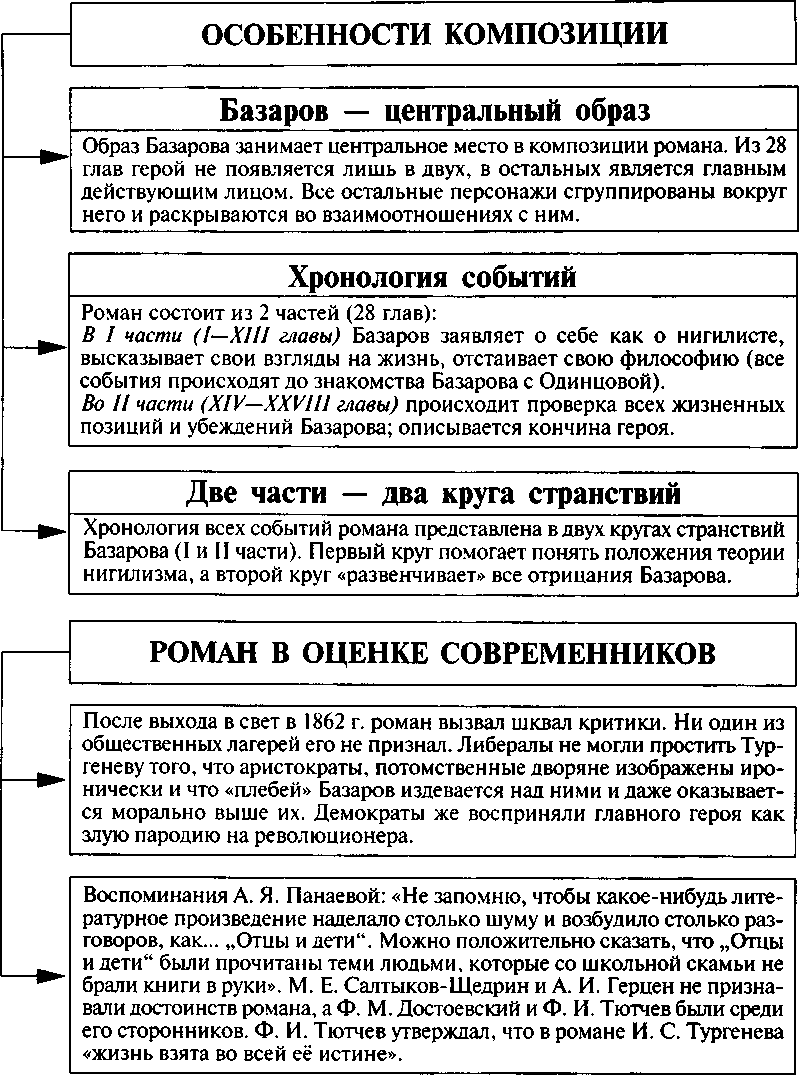 ОСОБЕННОСТИ КОМПОЗИЦИИ
Базаров — центральный образ
Образ Базарова занимает центральное место в композиции романа. Из 28
глав герой не появляется лишь в двух, в остальных является главным
действующим лицом. Все остальные персонажи сгруппированы вокруг
него и раскрываются во взаимоотношениях с ним.
Хронология событий
Роман состоит из 2 частей (28 глав):
В I части (I—XIII главы) Базаров заявляет о себе как о нигилисте,
высказывает свои взгляды на жизнь, отстаивает свою философию (все
события происходят до знакомства Базарова с Одинцовой).
Во II части (XIV—XXVIII главы) происходит проверка всех жизненных
позиций и убеждений Базарова; описывается кончина героя.
Две части — два круга странствий
Хронология всех событий романа представлена в двух кругах странствий
Базарова (I и II части). Первый круг помогает понять положения теории
нигилизма, а второй круг «развенчивает» все отрицания Базарова.
РОМАН В ОЦЕНКЕ СОВРЕМЕННИКОВ
После выхода в свет в 1862 г. роман вызвал шквал критики. Ни один из
общественных лагерей его не признал. Либералы не могли простить Тур-
геневу того, что аристократы, потомственные дворяне изображены иро-
нически и что «плебей» Базаров издевается над ними и даже оказывает-
ся морально выше их. Демократы же восприняли главного героя как
злую пародию на революционера.
Воспоминания А. Я. Панаевой: «Не запомню, чтобы какое-нибудь лите-
ратурное произведение наделало столько шуму и возбудило столько раз-
говоров, как... „Отцы и дети“. Можно положительно сказать, что „Отцы
и дети“ были прочитаны теми людьми, которые со школьной скамьи не
брали книги в руки». М. Е. Салтыков-Щедрин и А. И. Герцен не призна-
вали достоинств романа, а Ф. М. Достоевский и Ф. И. Тютчев были среди
его сторонников. Ф. И. Тютчев утверждал, что в романе И. С. Тургенева
«жизнь взята во всей её истине».